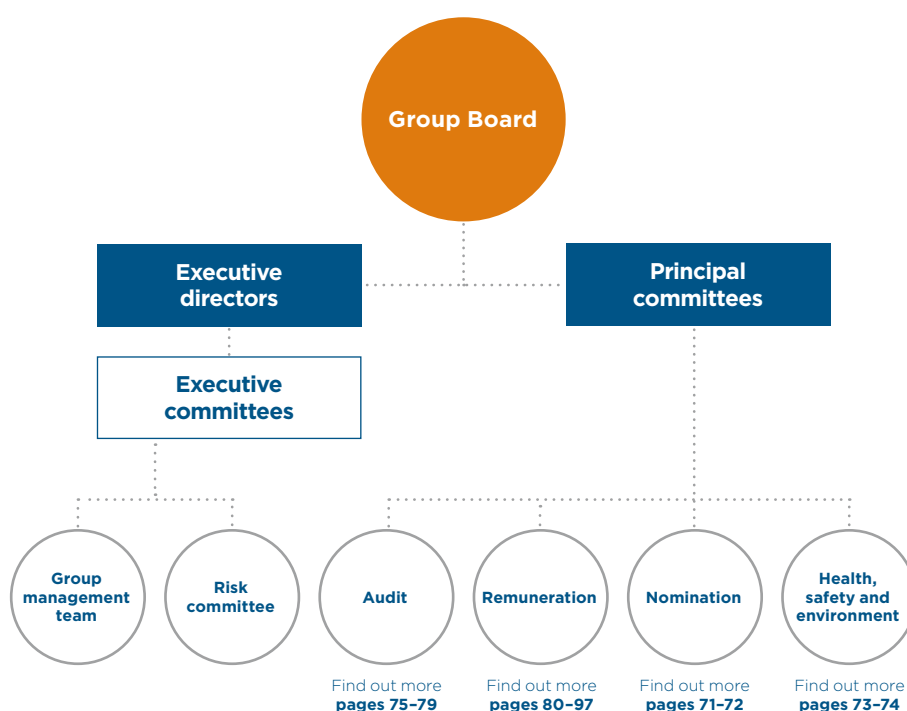 Group Board
Executive
directors
Principal
committees
Executive
committees
Group
management
team
Risk
committee
Audit
Remuneration
Nomination
Health,
safety and
environment
Find out more
pages 75–79
Find out more
pages 80–97
Find out more
pages 71–72
Find out more
pages 73–74